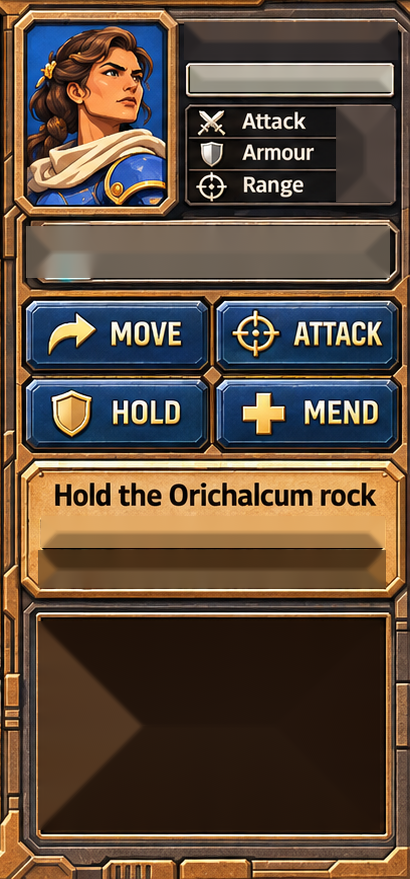 Attack
Armour
Range
MOVE
ATTACK
HOLD
MEND
Hold the Orichalcum rock